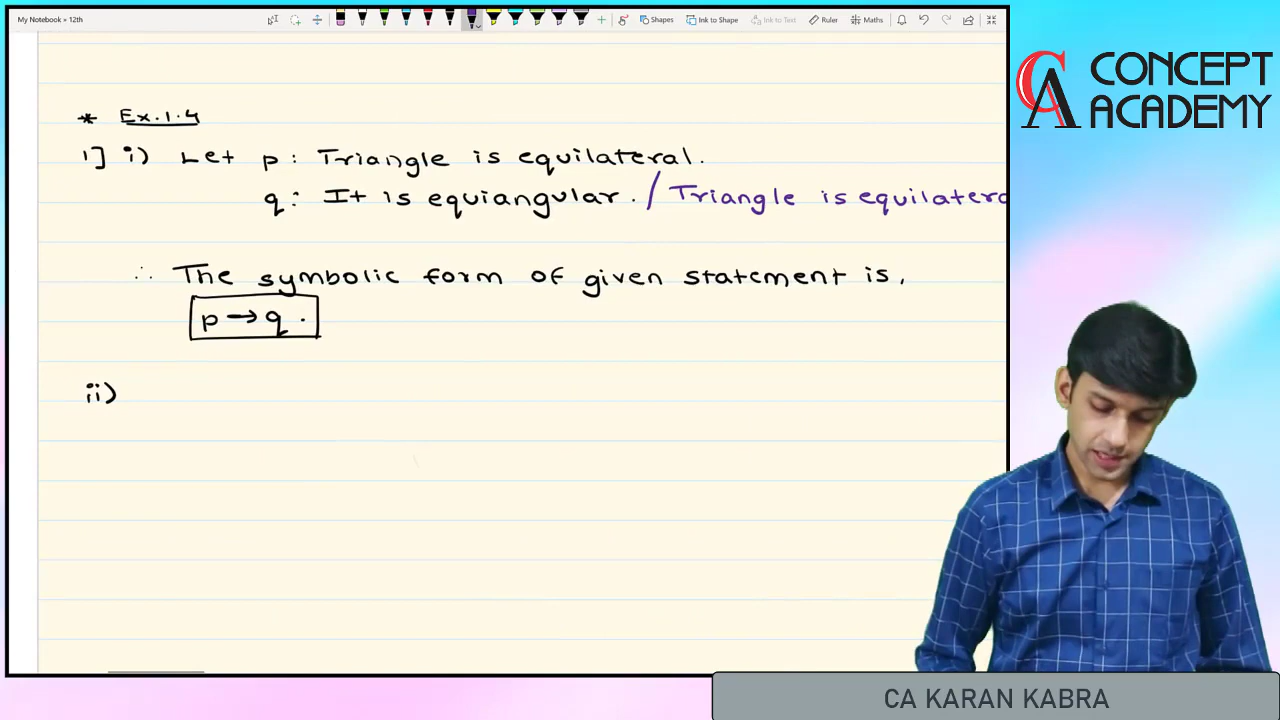 My Notebook » 12th
Shapes
Ink to Shape
Ink to Text
Ruler
Maths
CONCEPT
ACADEMY
* Ex.1.4
1] i) Let p: Triangle is equilateral.
q: It is equiangular. / Triangle is equilatera
∴ The symbolic form of given statement is,
p → q.
ii)
CA KARAN KABRA